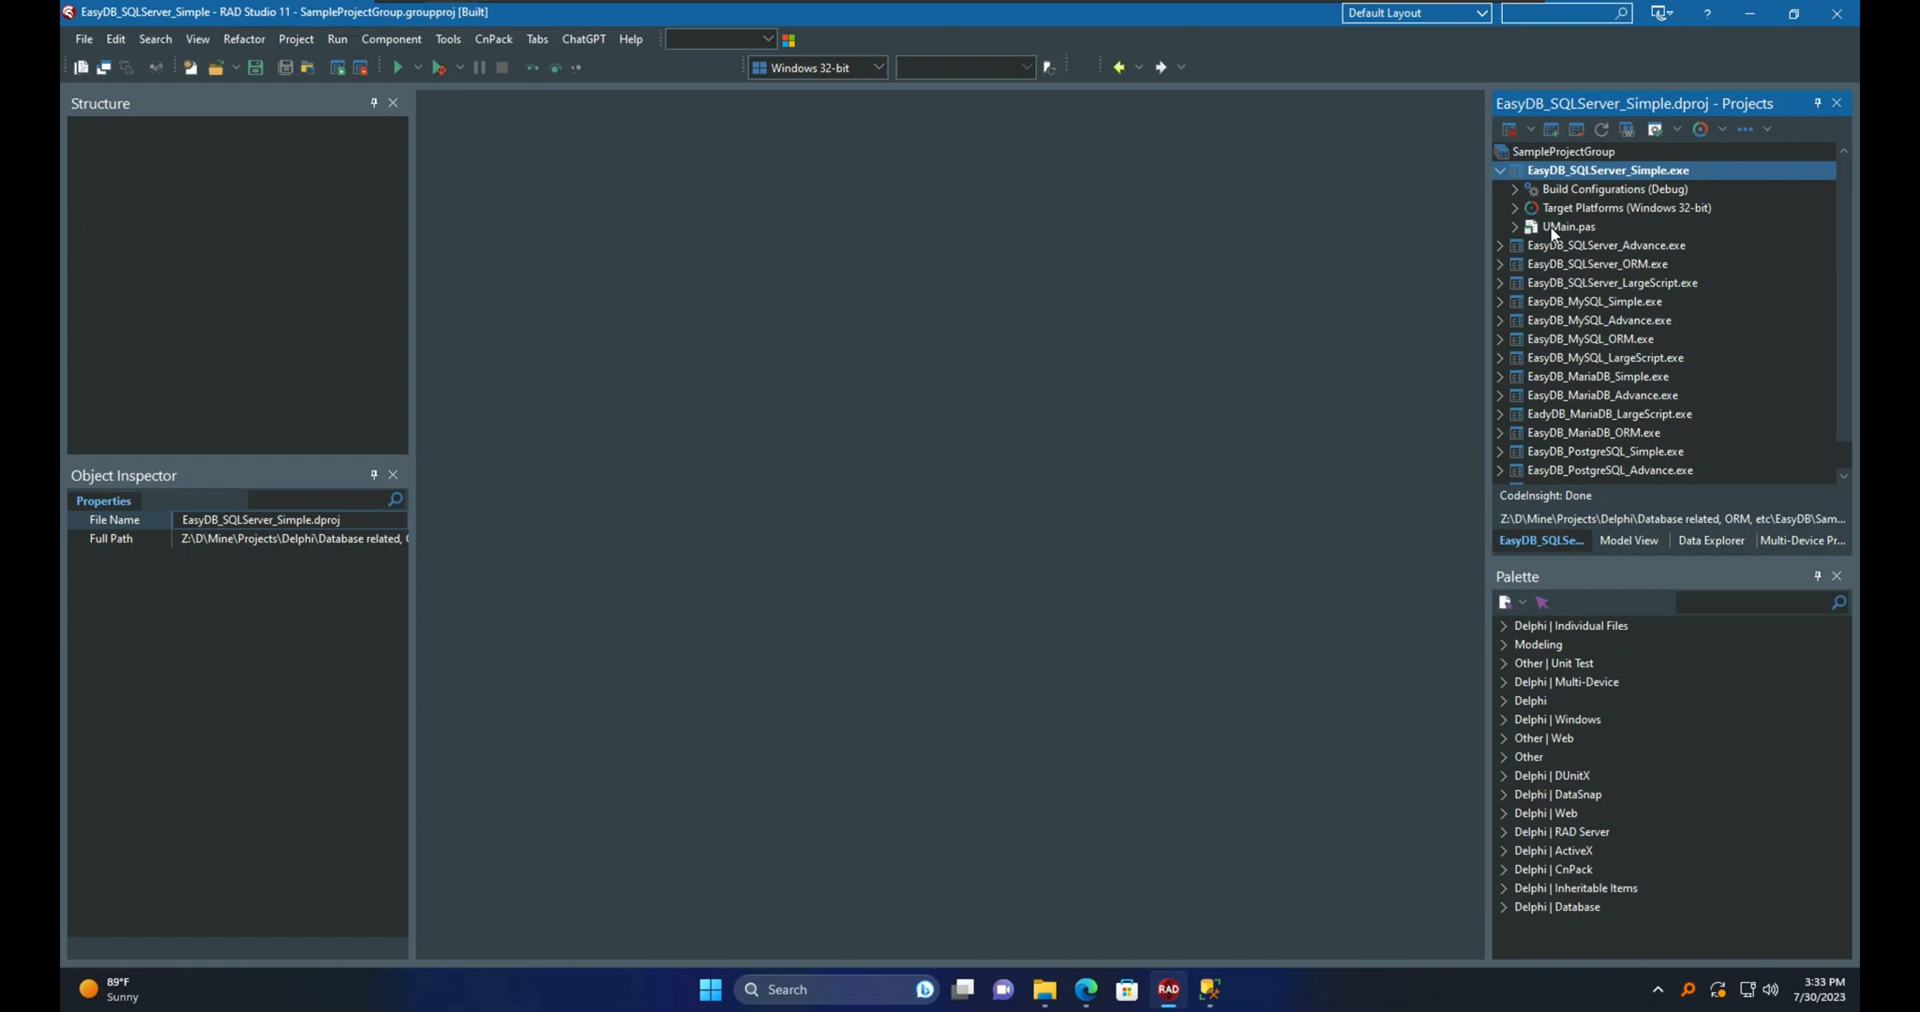 EasyDB_SQLServer_Simple - RAD Studio 11 - SampleProjectGroup.groupproj [Built]
Default Layout
File Edit Search View Refactor Project Run Component Tools CnPack Tabs ChatGPT Help
Windows 32-bit
Structure
Object Inspector
Properties
File Name EasyDB_SQLServer_Simple.dproj
Full Path Z:\D\Mine\Projects\Delphi\Database related,
EasyDB_SQLServer_Simple.dproj - Projects
SampleProjectGroup
EasyDB_SQLServer_Simple.exe
Build Configurations (Debug)
Target Platforms (Windows 32-bit)
UMain.pas
EasyDB_SQLServer_Advance.exe
EasyDB_SQLServer_ORM.exe
EasyDB_SQLServer_LargeScript.exe
EasyDB_MySQL_Simple.exe
EasyDB_MySQL_Advance.exe
EasyDB_MySQL_ORM.exe
EasyDB_MySQL_LargeScript.exe
EasyDB_MariaDB_Simple.exe
EasyDB_MariaDB_Advance.exe
EadyDB_MariaDB_LargeScript.exe
EasyDB_MariaDB_ORM.exe
EasyDB_PostgreSQL_Simple.exe
EasyDB_PostgreSQL_Advance.exe
CodeInsight: Done
Z:\D\Mine\Projects\Delphi\Database related, ORM, etc\EasyDB\Sam...
EasyDB_SQLSe... Model View Data Explorer Multi-Device Pr...
Palette
Delphi | Individual Files
Modeling
Other | Unit Test
Delphi | Multi-Device
Delphi
Delphi | Windows
Other | Web
Other
Delphi | DUnitX
Delphi | DataSnap
Delphi | Web
Delphi | RAD Server
Delphi | ActiveX
Delphi | CnPack
Delphi | Inheritable Items
Delphi | Database
89°F
Sunny
Search
RAD
3:33 PM
7/30/2023